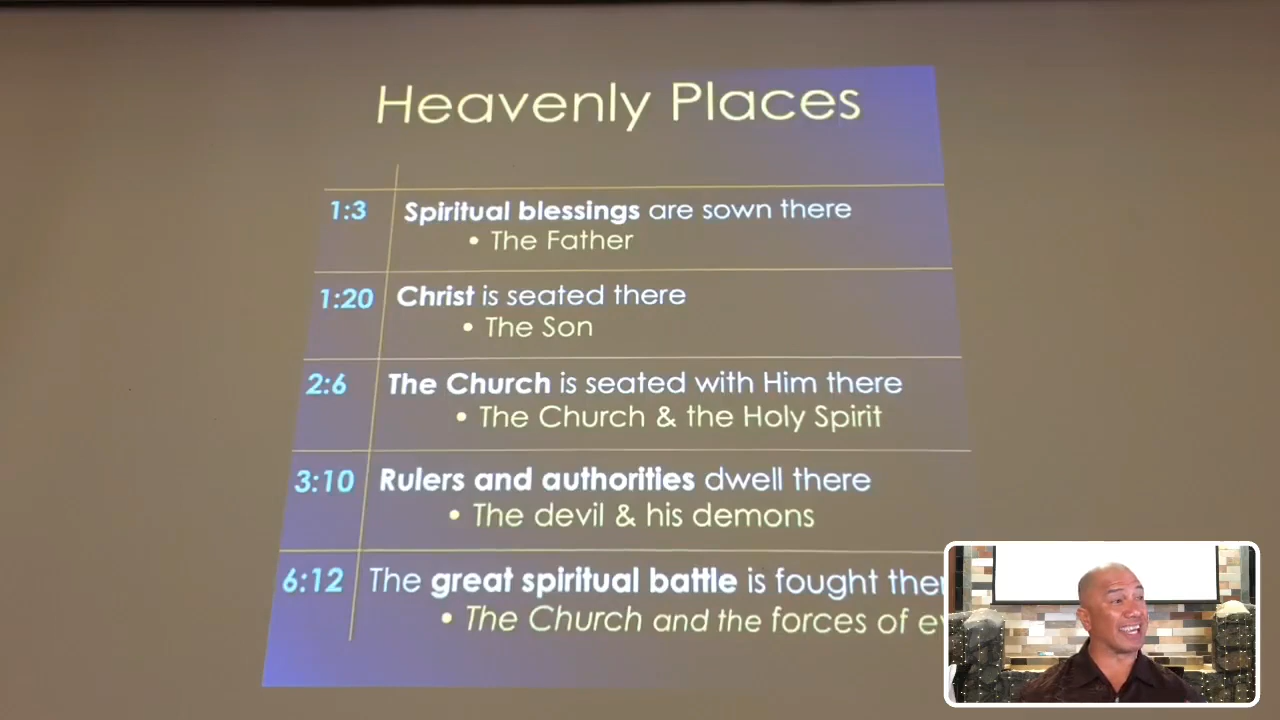 Heavenly Places
1:3 Spiritual blessings are sown there
• The Father
1:20 Christ is seated there
• The Son
2:6 The Church is seated with Him there
• The Church & the Holy Spirit
3:10 Rulers and authorities dwell there
• The devil & his demons
6:12 The great spiritual battle is fought
• The Church and the forces of